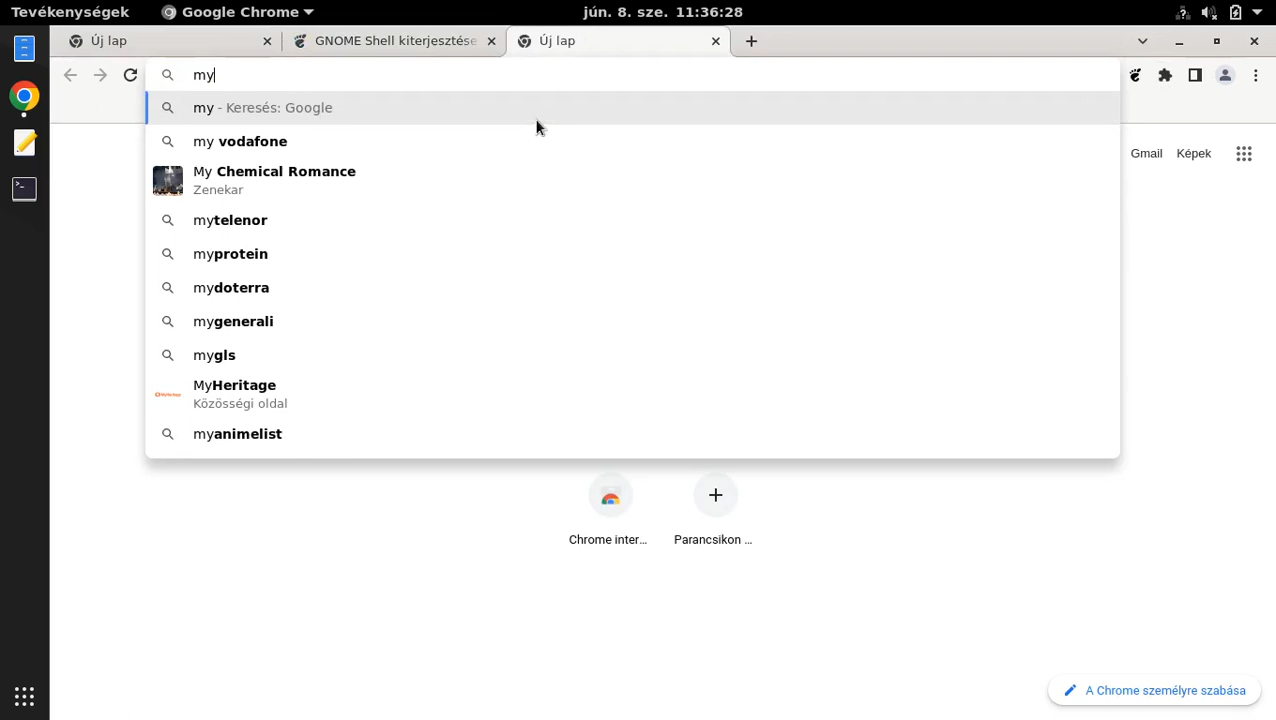 Tevékenységek
Google Chrome
jún. 8. sze. 11:36:28
Új lap
GNOME Shell kiterjesztése
Új lap
my
my - Keresés: Google
my vodafone
My Chemical Romance
Zenekar
mytelenor
myprotein
mydoterra
mygenerali
mygls
MyHeritage
Közösségi oldal
myanimelist
Gmail
Képek
Chrome inter...
Parancsikon ...
A Chrome személyre szabása